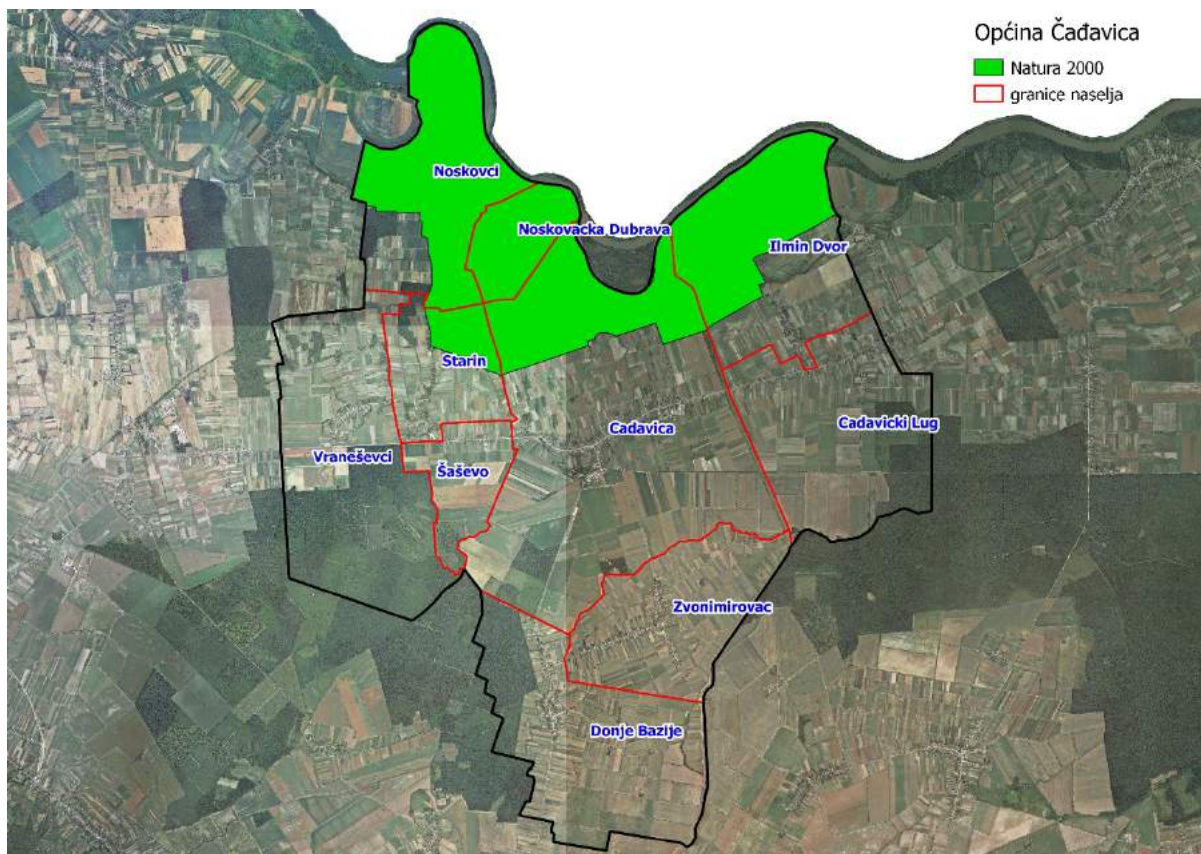 Općina Čađavica
Natura 2000
granice naselja
Noskovci
Noskovacka Dubrava
Ilmin Dvor
Starin
Cadavica
Cadavicki Lug
Vraneševci
Šaševo
Zvonimirovac
Donje Bazije